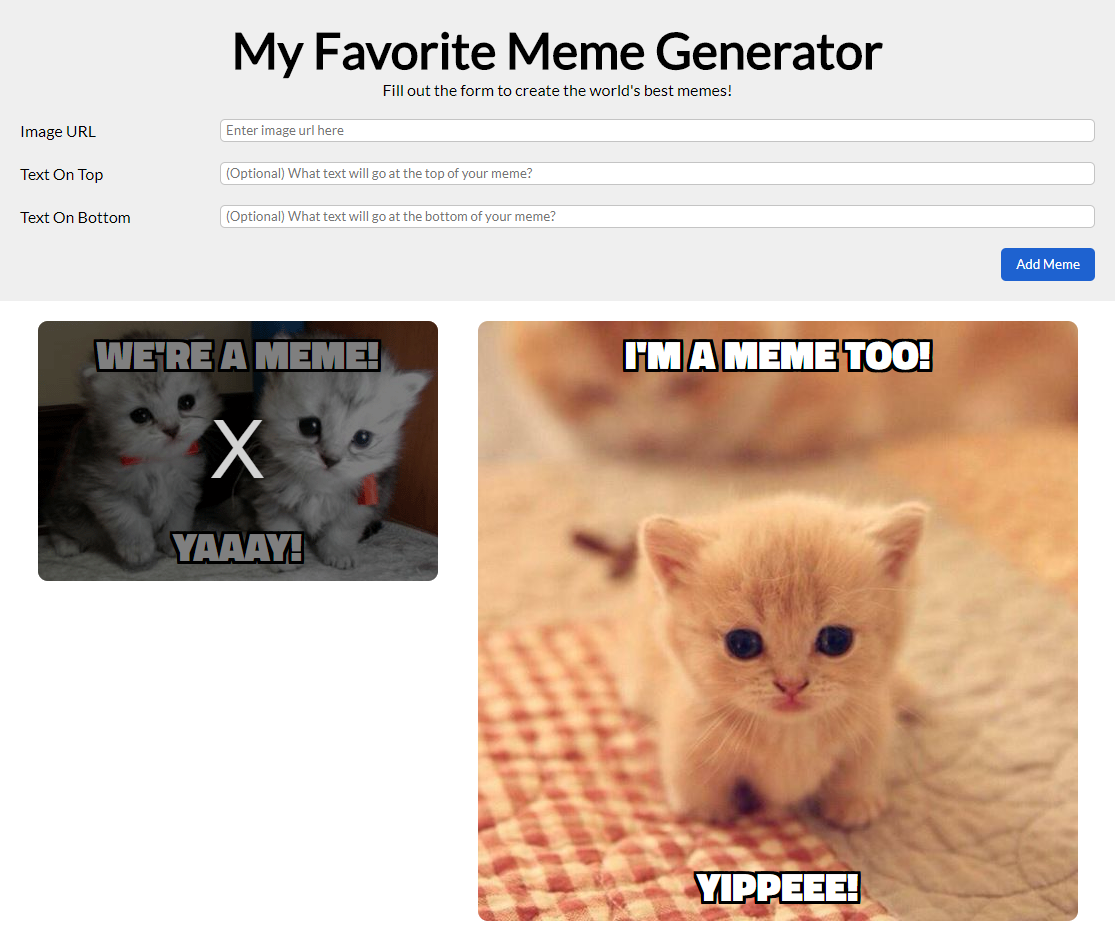 My Favorite Meme Generator
Fill out the form to create the world's best memes!
Image URL
Enter image url here
Text On Top
(Optional) What text will go at the top of your meme?
Text On Bottom
(Optional) What text will go at the bottom of your meme?
Add Meme
WE'RE A MEME!
X
YAAAY!
I'M A MEME TOO!
YIPPEEE!